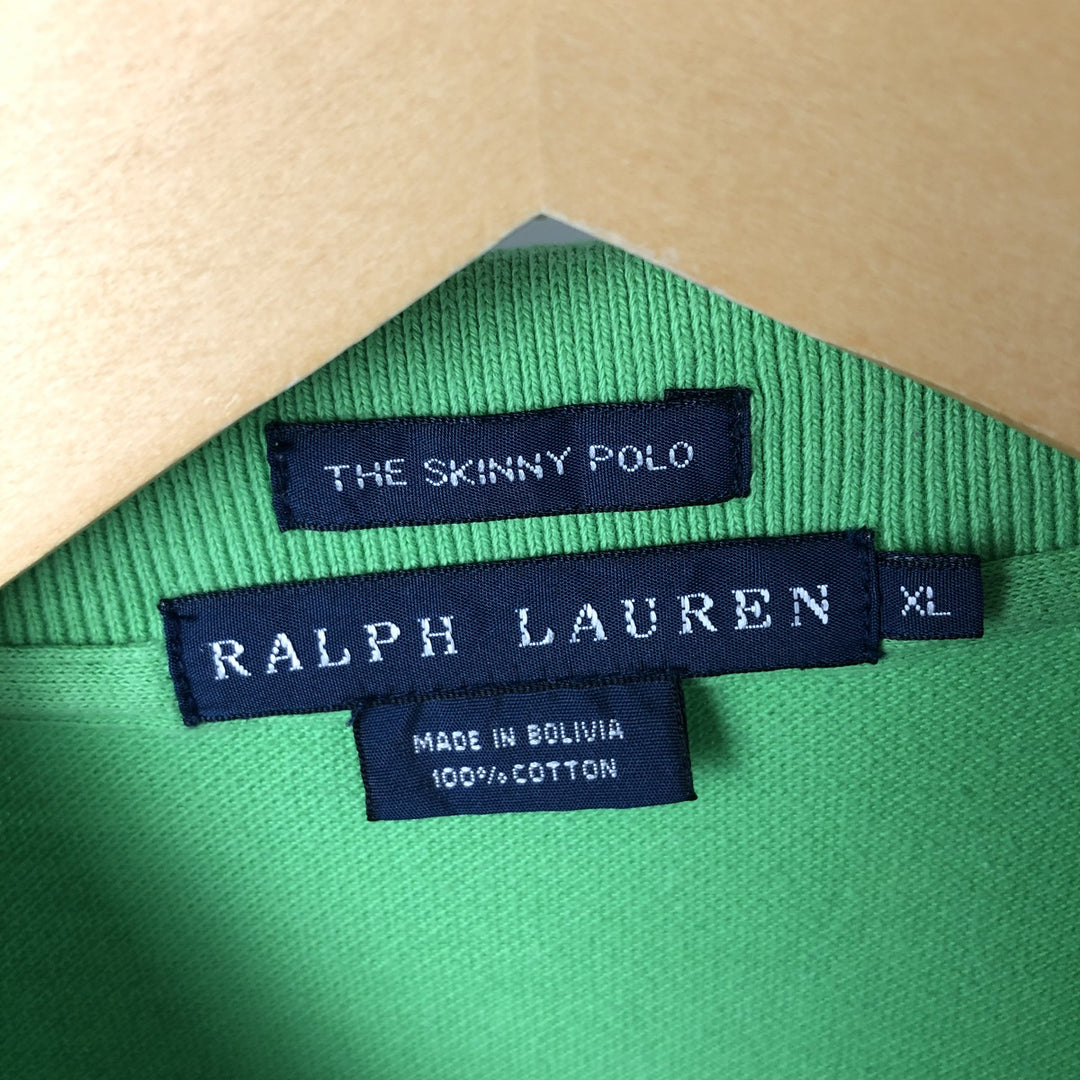 THE SKINNY POLO
RALPH LAUREN
XL
MADE IN BOLIVIA
100% COTTON